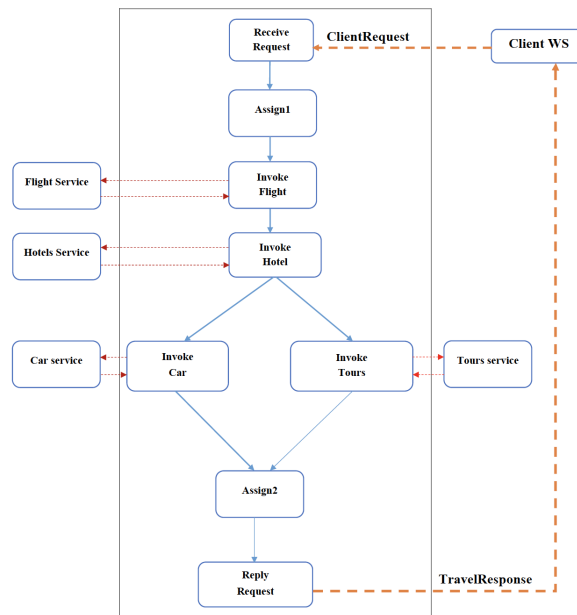 Receive
Request
ClientRequest
Client WS
Assign1
Flight Service
Invoke
Flight
Hotels Service
Invoke
Hotel
Car service
Invoke
Car
Invoke
Tours
Tours service
Assign2
Reply
Request
TravelResponse